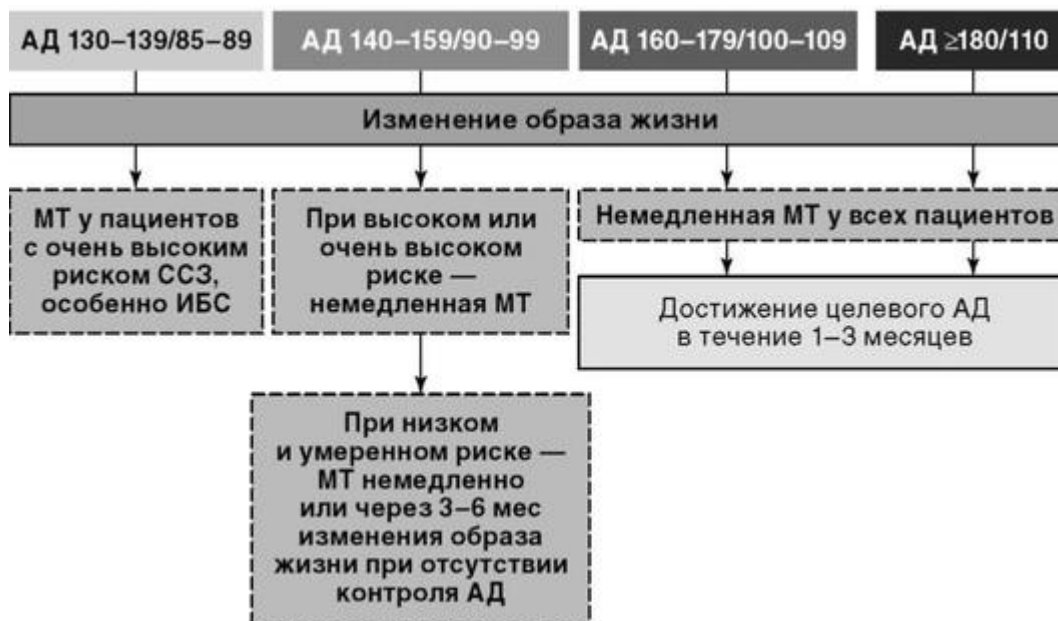 АД 130–139/85–89
АД 140–159/90–99
АД 160–179/100–109
АД ≥180/110
Изменение образа жизни
МТ у пациентов
с очень высоким
риском ССЗ,
особенно ИБС
При высоком или
очень высоком
риске —
немедленная МТ
Немедленная МТ у всех пациентов
Достижение целевого АД
в течение 1–3 месяцев
При низком
и умеренном риске —
МТ немедленно
или через 3–6 мес
изменения образа
жизни при отсутствии
контроля АД